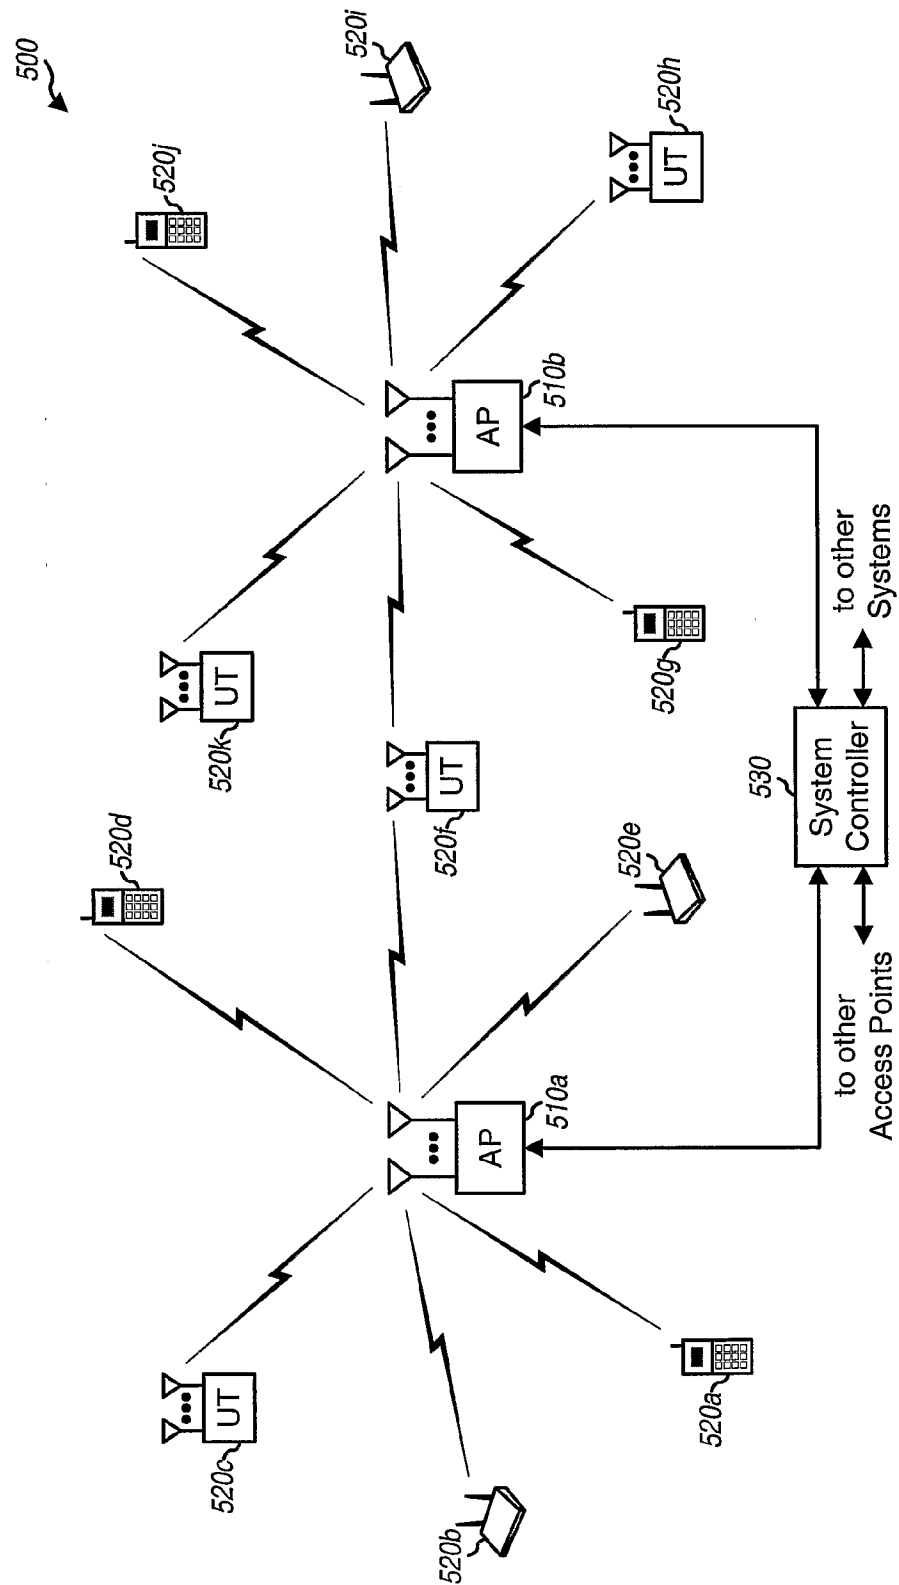 500
520d
520j
520c
UT
520k
UT
520i
520b
520f
UT
AP
510a
AP
510b
520e
520h
UT
520a
520g
530
System
Controller
to other
Access Points
to other
Systems